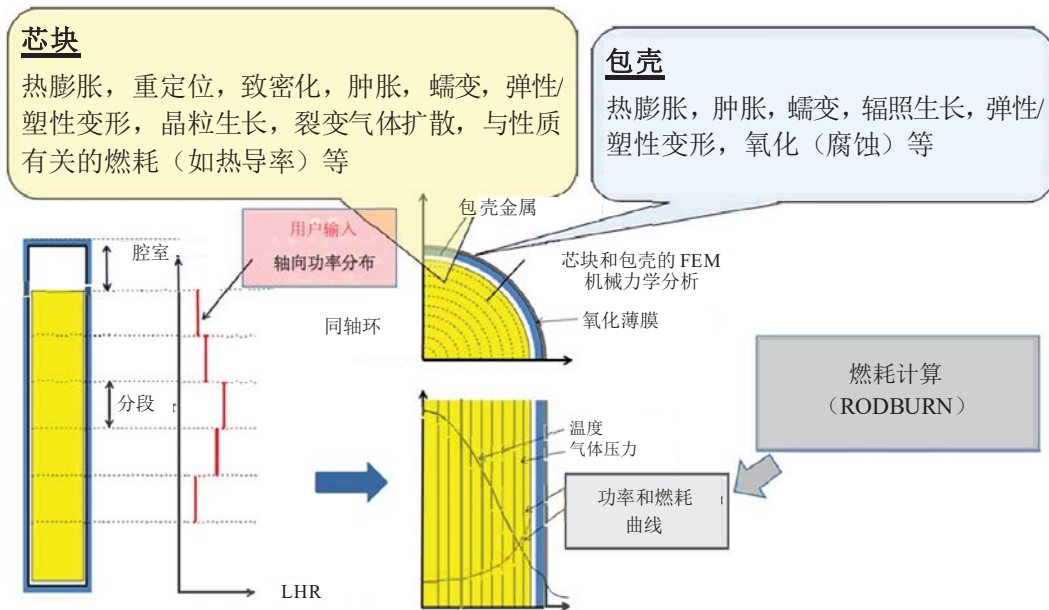 芯块
热膨胀，重定位，致密化，肿胀，蠕变，弹性/
塑性变形，晶粒生长，裂变气体扩散，与性质
有关的燃耗（如热导率）等
包壳
热膨胀，肿胀，蠕变，辐照生长，弹性/
塑性变形，氧化（腐蚀）等
用户输入
轴向功率分布
包壳金属
腔室
芯块和包壳的 FEM
机械力学分析
同轴环
氧化薄膜
分段
燃耗计算
（RODBURN）
温度
气体压力
功率和燃耗
曲线
LHR